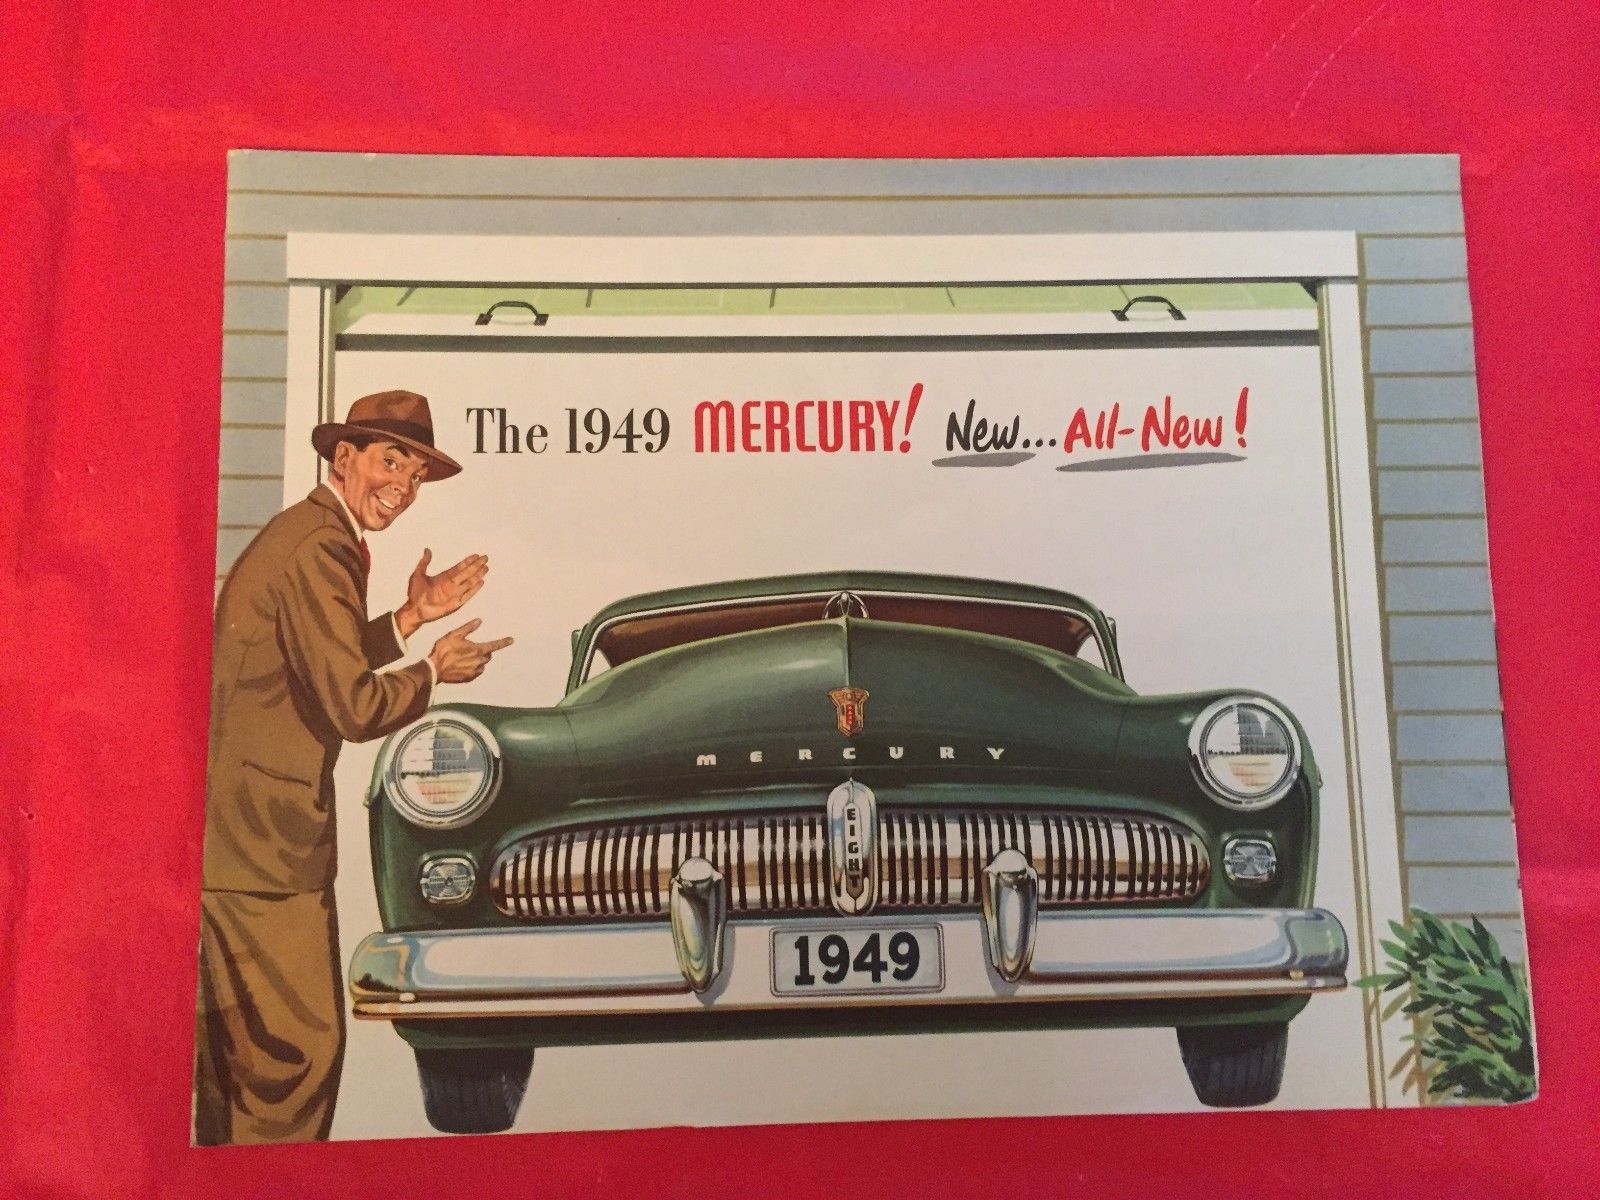 The 1949 MERCURY! New... All-New!
MERCURY
EIGHT
1949